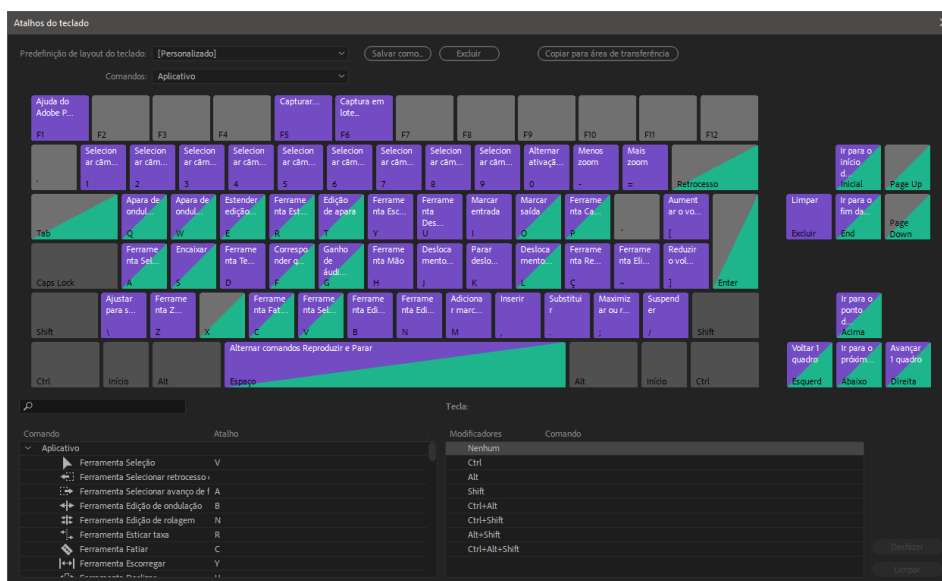 Atalhos do teclado
Predefinição de layout do teclado: [Personalizado] Salvar como... Excluir Copiar para área de transferência
Comandos: Aplicativo
Ajuda do Adobe P... Capturar... Captura em lote...
F1 F2 F3 F4 F5 F6 F7 F8 F9 F10 F11 F12
Selecion ar câm... Selecion ar câm... Selecion ar câm... Selecion ar câm... Selecion ar câm... Selecion ar câm... Selecion ar câm... Selecion ar câm... Selecion ar câm... Alternar ativaçã... Menos zoom Mais zoom Ir para o início d...
1 2 3 4 5 6 7 8 9 0 - = Retrocesso Inicial Page Up
Apara de ondul... Apara de ondul... Estender edição... Ferrame nta Est... Edição de apara Ferrame nta Esc... Ferrame nta Des... Marcar entrada Marcar saída Ferrame nta Ca... Aument ar o vo... Limpar Ir para o fim da...
Tab Q W E R T Y U I O P ´ [ Excluir End Page Down
Ferrame nta Sel... Encaixar Ferrame nta Te... Correspo nder q... Ganho de áudi... Ferrame nta Mão Desloca mento... Parar deslo... Desloca mento... Ferrame nta Re... Ferrame nta Eli... Reduzir o vol...
Caps Lock A S D F G H J K L Ç ~ ] Enter
Ajustar para s... Ferrame nta Z... Ferrame nta Fat... Ferrame nta Sel... Ferrame nta Edi... Ferrame nta Edi... Adiciona r marc... Inserir Substitui r Maximiz ar ou r... Suspend er Ir para o ponto d...
Shift \ Z X C V B N M , . ; / Shift Acima
Alternar comandos Reproduzir e Parar Voltar 1 quadro Ir para o próxim... Avançar 1 quadro
Ctrl Início Alt Espaço Alt Início Ctrl Esquerd Abaixo Direita
Tecla:
Comando Atalho Modificadores Comando
Aplicativo Nenhum
Ferramenta Seleção V Ctrl
Ferramenta Selecionar retrocesso Alt
Ferramenta Selecionar avanço de f A Shift
Ferramenta Edição de ondulação B Ctrl+Alt
Ferramenta Edição de rolagem N Ctrl+Shift
Ferramenta Esticar taxa R Alt+Shift
Ferramenta Fatiar C Ctrl+Alt+Shift
Desfazer
Ferramenta Escorregar Y
Limpar